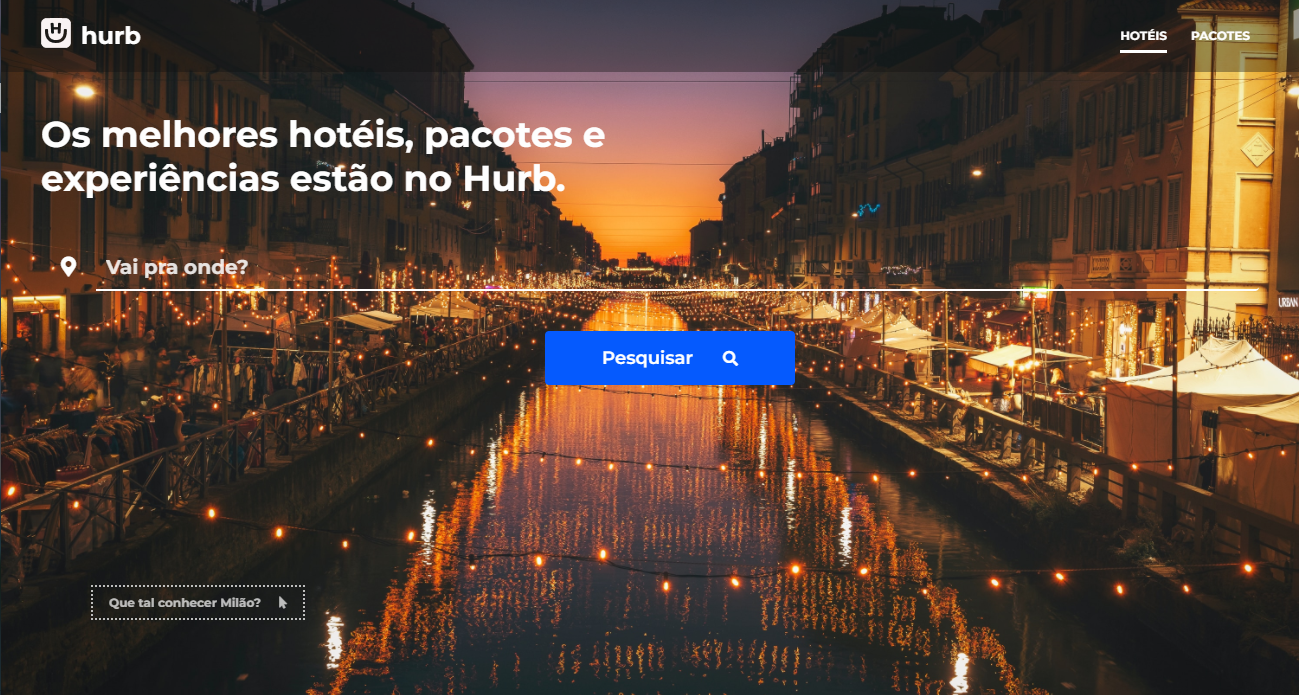 hurb
HOTÉIS
PACOTES
Os melhores hotéis, pacotes e
experiências estão no Hurb.
Vai pra onde?
URBAN
Pesquisar
Que tal conhecer Milão?